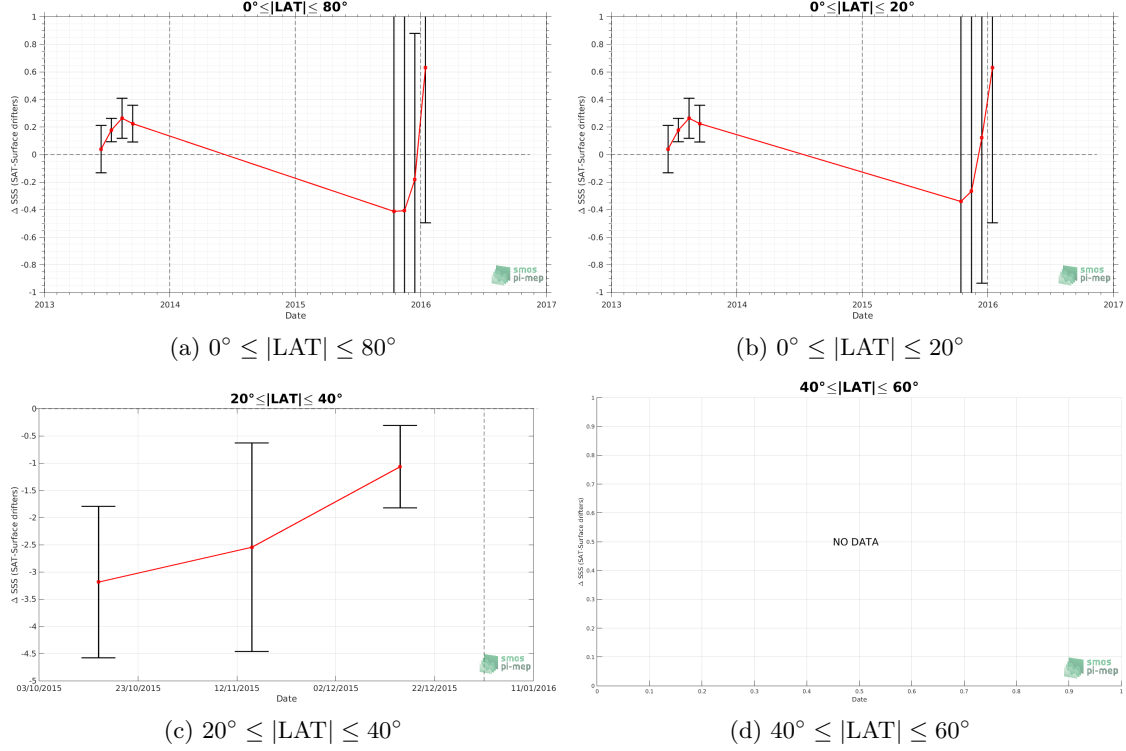 0°≤|LAT|≤ 80°
Δ SSS (SAT-Surface drifters)
1
0.8
0.6
0.4
0.2
0
-0.2
-0.4
-0.6
-0.8
-1
2013 2014 2015 2016 2017
Date
smos
pi-mep
(a) 0° ≤ |LAT| ≤ 80°
0°≤|LAT|≤ 20°
Δ SSS (SAT-Surface drifters)
1
0.8
0.6
0.4
0.2
0
-0.2
-0.4
-0.6
-0.8
-1
2013 2014 2015 2016 2017
Date
smos
pi-mep
(b) 0° ≤ |LAT| ≤ 20°
20°≤|LAT|≤ 40°
Δ SSS (SAT-Surface drifters)
0
-0.5
-1
-1.5
-2
-2.5
-3
-3.5
-4
-4.5
-5
03/10/2015 23/10/2015 12/11/2015 02/12/2015 22/12/2015 11/01/2016
Date
smos
pi-mep
(c) 20° ≤ |LAT| ≤ 40°
40°≤|LAT|≤ 60°
Δ SSS (SAT-Surface drifters)
1
0.9
0.8
0.7
0.6
0.5
0.4
0.3
0.2
0.1
0
NO DATA
0 0.1 0.2 0.3 0.4 0.5 0.6 0.7 0.8 0.9 1
Date
smos
pi-mep
(d) 40° ≤ |LAT| ≤ 60°